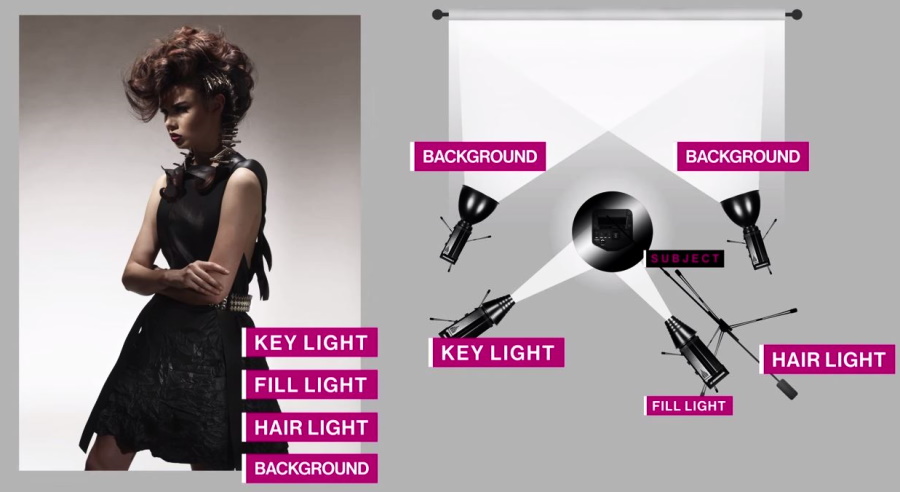 KEY LIGHT
FILL LIGHT
HAIR LIGHT
BACKGROUND
BACKGROUND
BACKGROUND
SUBJECT
KEY LIGHT
HAIR LIGHT
FILL LIGHT